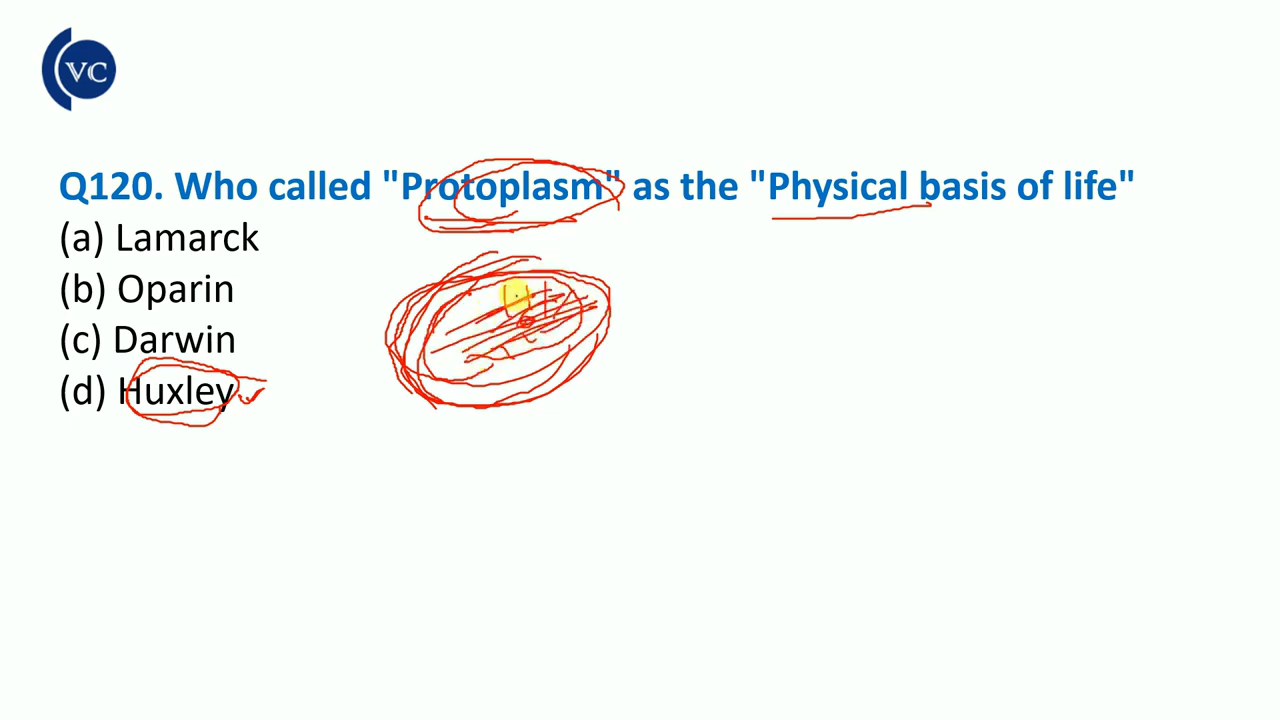 VC
Q120. Who called "Protoplasm" as the "Physical basis of life"
(a) Lamarck
(b) Oparin
(c) Darwin
(d) Huxley